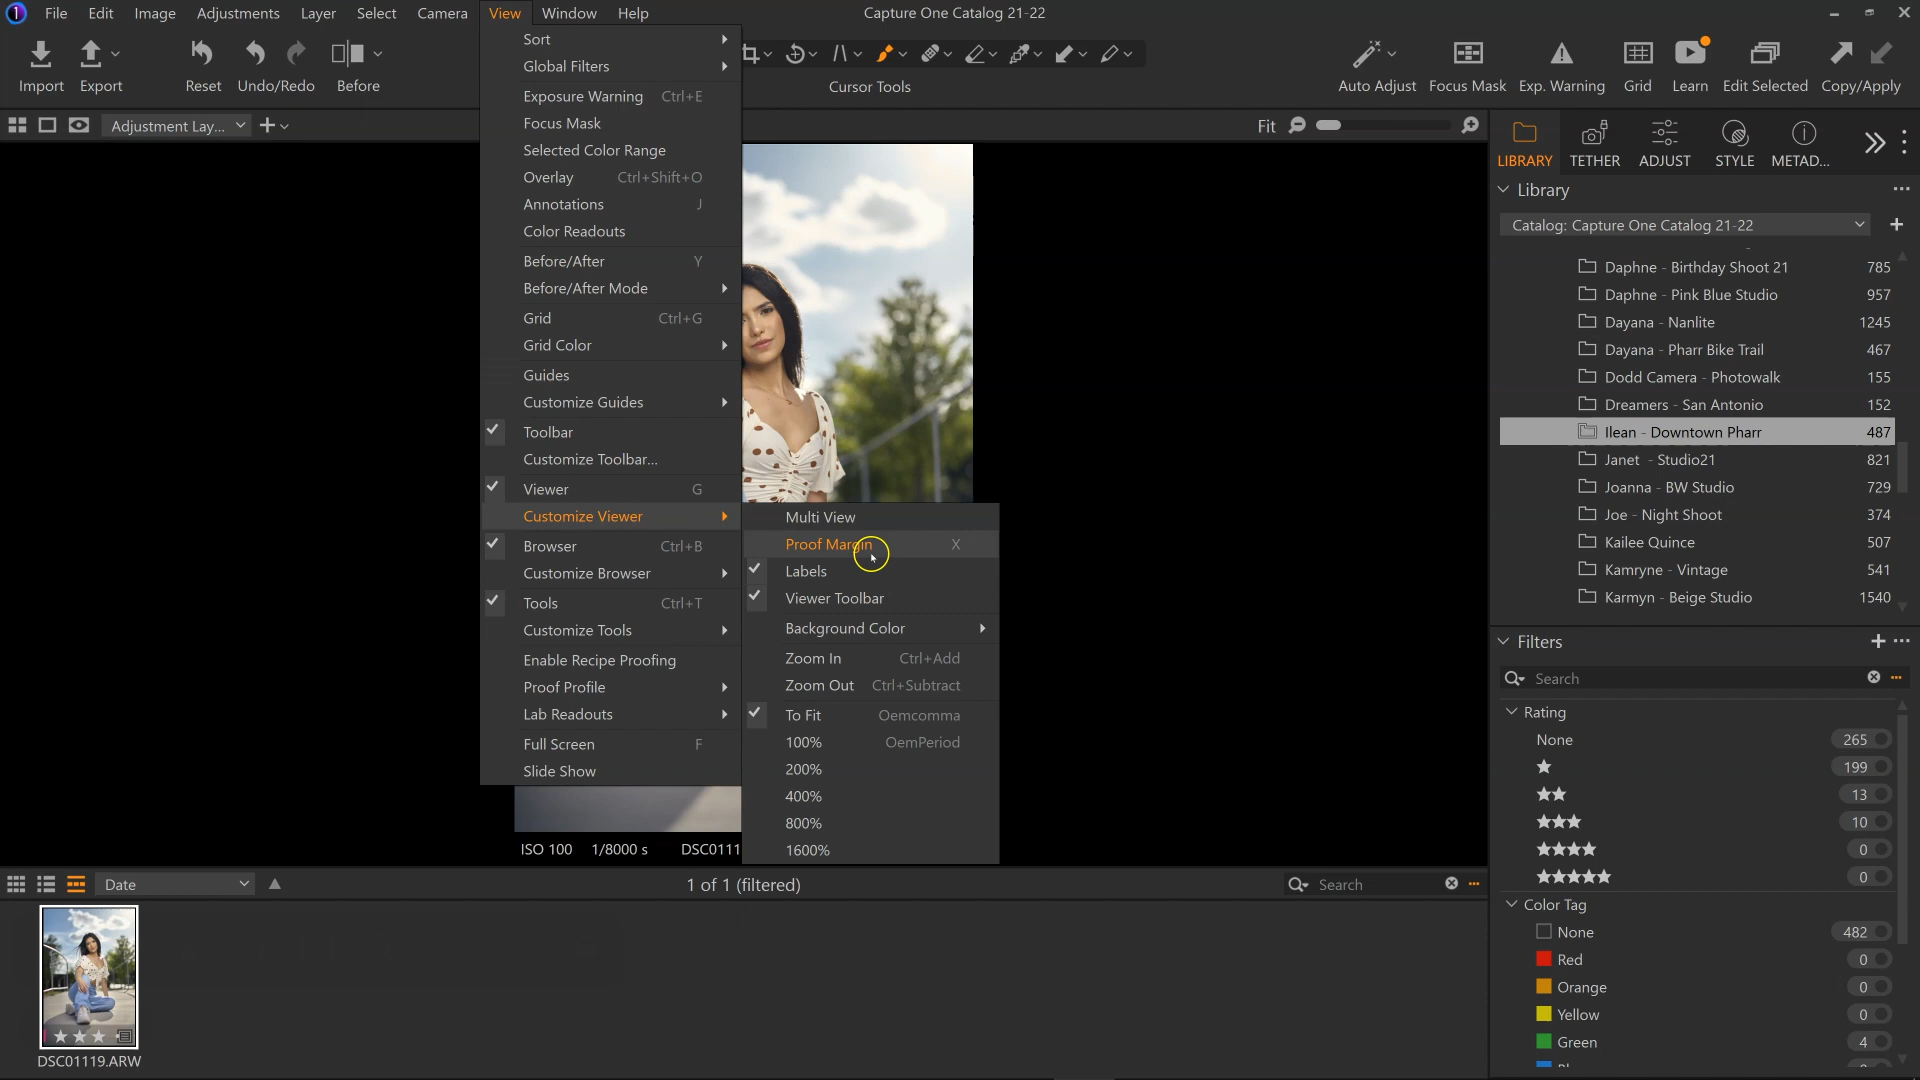 File Edit Image Adjustments Layer Select Camera View Window Help
Capture One Catalog 21-22
Import Export Reset Undo/Redo Before
Cursor Tools
Auto Adjust Focus Mask Exp. Warning Grid Learn Edit Selected Copy/Apply
Adjustment Lay...
Fit
Sort
Global Filters
Exposure Warning Ctrl+E
Focus Mask
Selected Color Range
Overlay Ctrl+Shift+O
Annotations J
Color Readouts
Before/After Y
Before/After Mode
Grid Ctrl+G
Grid Color
Guides
Customize Guides
Toolbar
Customize Toolbar...
Viewer G
Customize Viewer
Browser Ctrl+B
Customize Browser
Tools Ctrl+T
Customize Tools
Enable Recipe Proofing
Proof Profile
Lab Readouts
Full Screen F
Slide Show
Multi View
Proof Margin X
Labels
Viewer Toolbar
Background Color
Zoom In Ctrl+Add
Zoom Out Ctrl+Subtract
To Fit Oemcomma
100% OemPeriod
200%
400%
800%
1600%
ISO 100 1/8000 s DSC0111
LIBRARY TETHER ADJUST STYLE METAD...
Library
Catalog: Capture One Catalog 21-22
Daphne - Birthday Shoot 21 785
Daphne - Pink Blue Studio 957
Dayana - Nanlite 1245
Dayana - Pharr Bike Trail 467
Dodd Camera - Photowalk 155
Dreamers - San Antonio 152
Ilean - Downtown Pharr 487
Janet - Studio21 821
Joanna - BW Studio 729
Joe - Night Shoot 374
Kailee Quince 507
Kamryne - Vintage 541
Karmyn - Beige Studio 1540
Filters
Search
Rating
None 265
199
13
10
0
0
Color Tag
None 482
Red 0
Orange 0
Yellow 0
Green 4
Date
1 of 1 (filtered)
Search
DSC01119.ARW